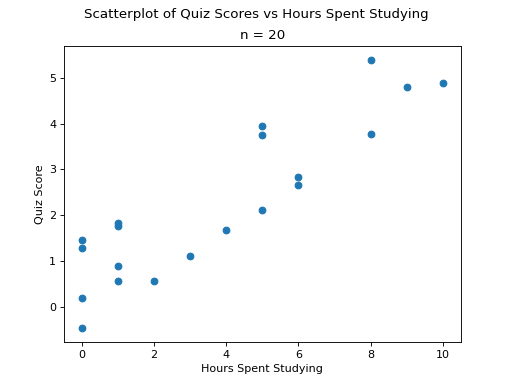 Scatterplot of Quiz Scores vs Hours Spent Studying
n = 20
5
4
3
2
1
0
Quiz Score
0 2 4 6 8 10
Hours Spent Studying